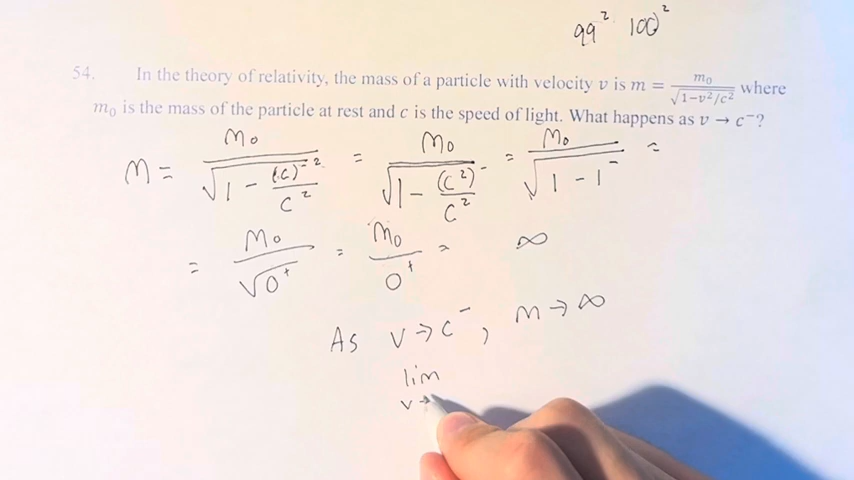 99² 100²
54. In the theory of relativity, the mass of a particle with velocity v is m = m₀/√(1−v²/c²) where
m₀ is the mass of the particle at rest and c is the speed of light. What happens as v → c⁻?
m = m₀/√(1 − ((c)⁻)²/c²) = m₀/√(1 − (c²)⁻/c²) = m₀/√(1 − 1⁻) =
= m₀/√(0⁺) = m₀/0⁺ = ∞
As v → c⁻, m → ∞
lim
v →